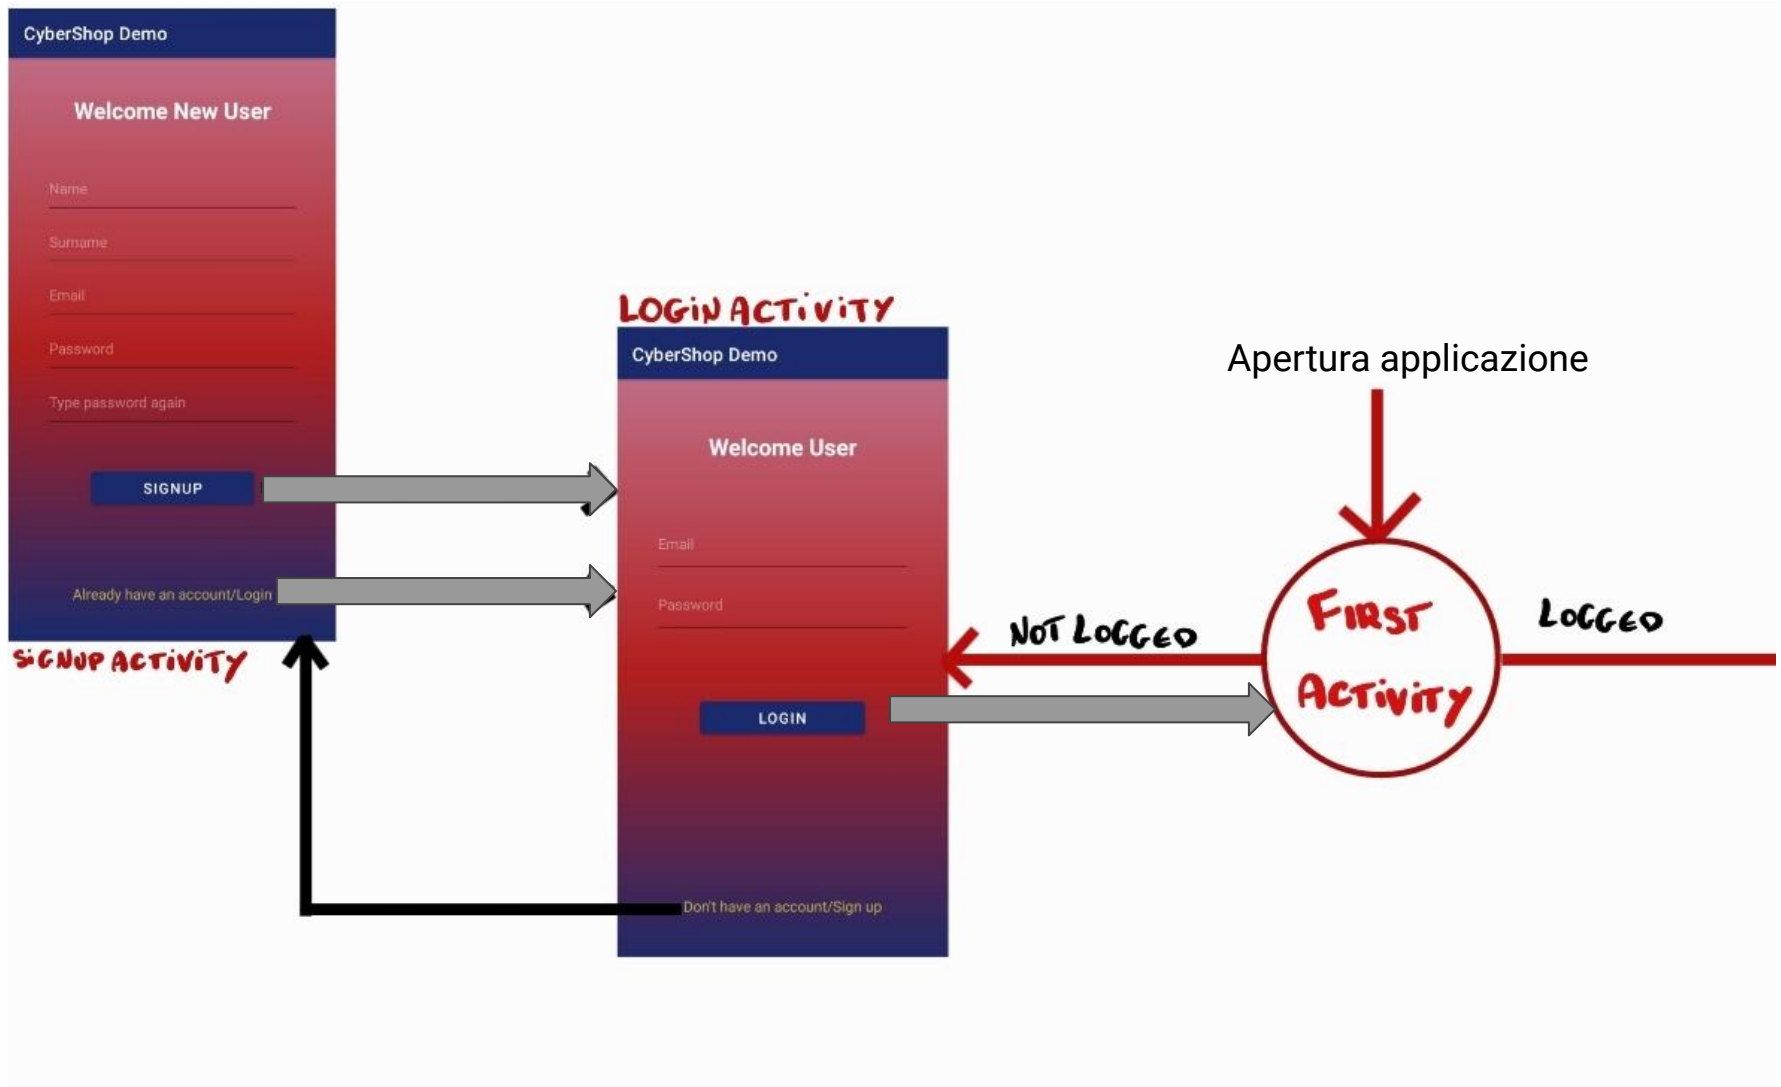 CyberShop Demo
Welcome New User
Name
Surname
Email
Password
Type password again
SIGNUP
Already have an account/Login
SIGNUP ACTIVITY
LOGIN ACTIVITY
CyberShop Demo
Welcome User
Email
Password
LOGIN
Don't have an account/Sign up
Apertura applicazione
NOT LOGGED
FIRST
ACTIVITY
LOGGED